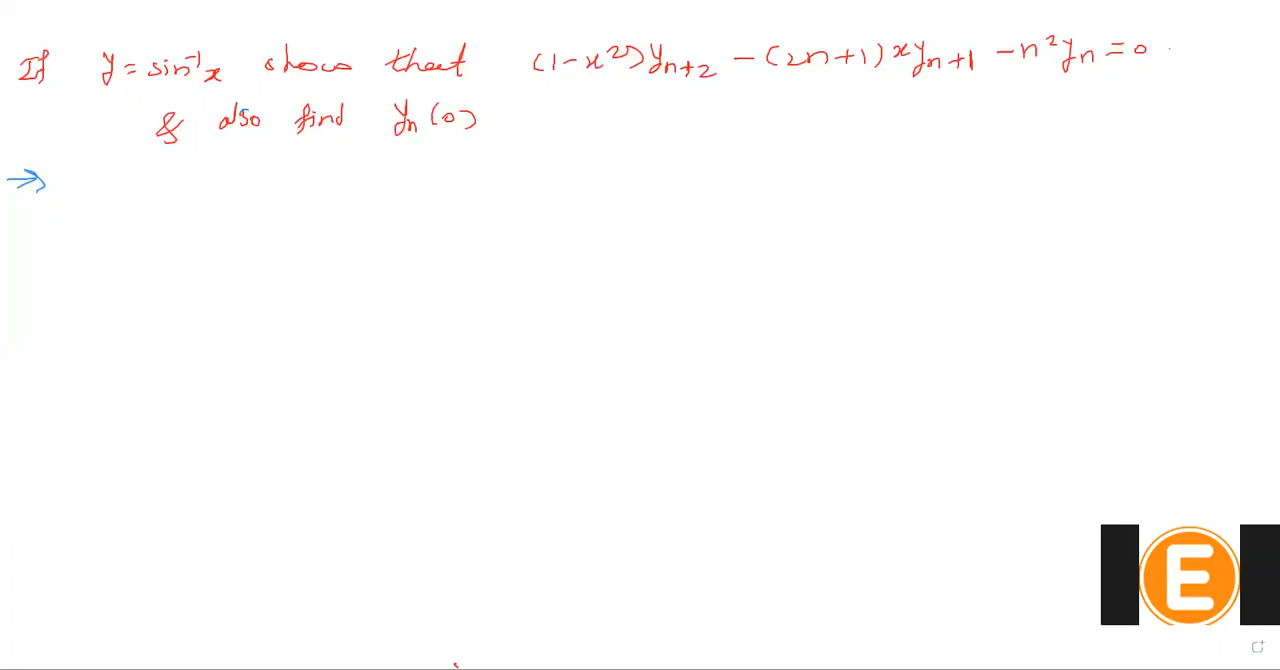 If y = sin⁻¹x show that (1-x²)yₙ₊₂ - (2n+1)xyₙ₊₁ - n²yₙ = 0
& also find yₙ(0)
⇒
E